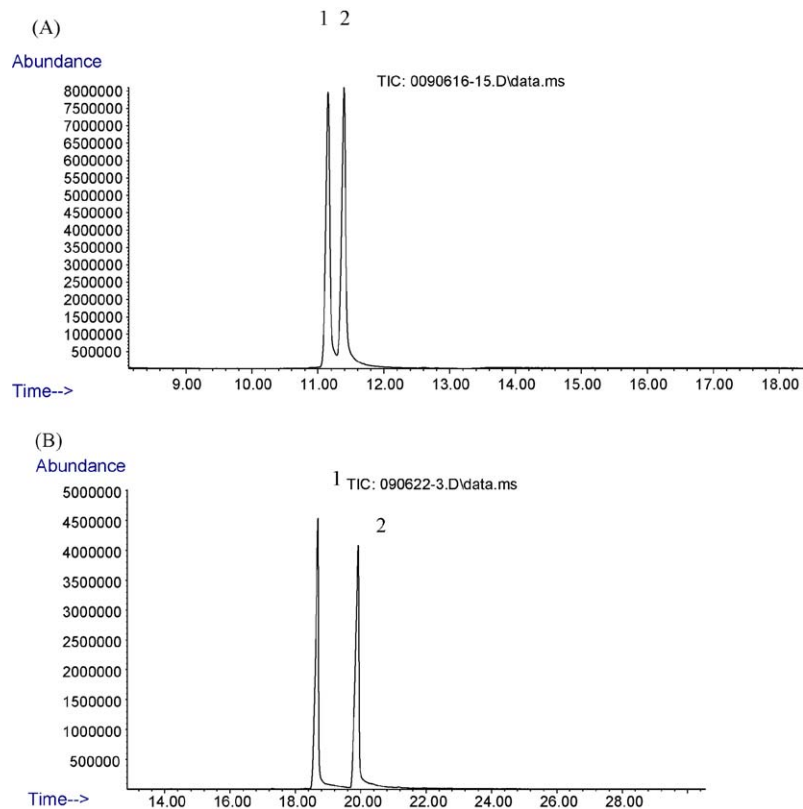 (A)
1 2
Abundance
TIC: 0090616-15.D\data.ms
8000000
7500000
7000000
6500000
6000000
5500000
5000000
4500000
4000000
3500000
3000000
2500000
2000000
1500000
1000000
500000
9.00 10.00 11.00 12.00 13.00 14.00 15.00 16.00 17.00 18.00
Time-->
(B)
Abundance
1 TIC: 090622-3.D\data.ms
2
5000000
4500000
4000000
3500000
3000000
2500000
2000000
1500000
1000000
500000
14.00 16.00 18.00 20.00 22.00 24.00 26.00 28.00
Time-->